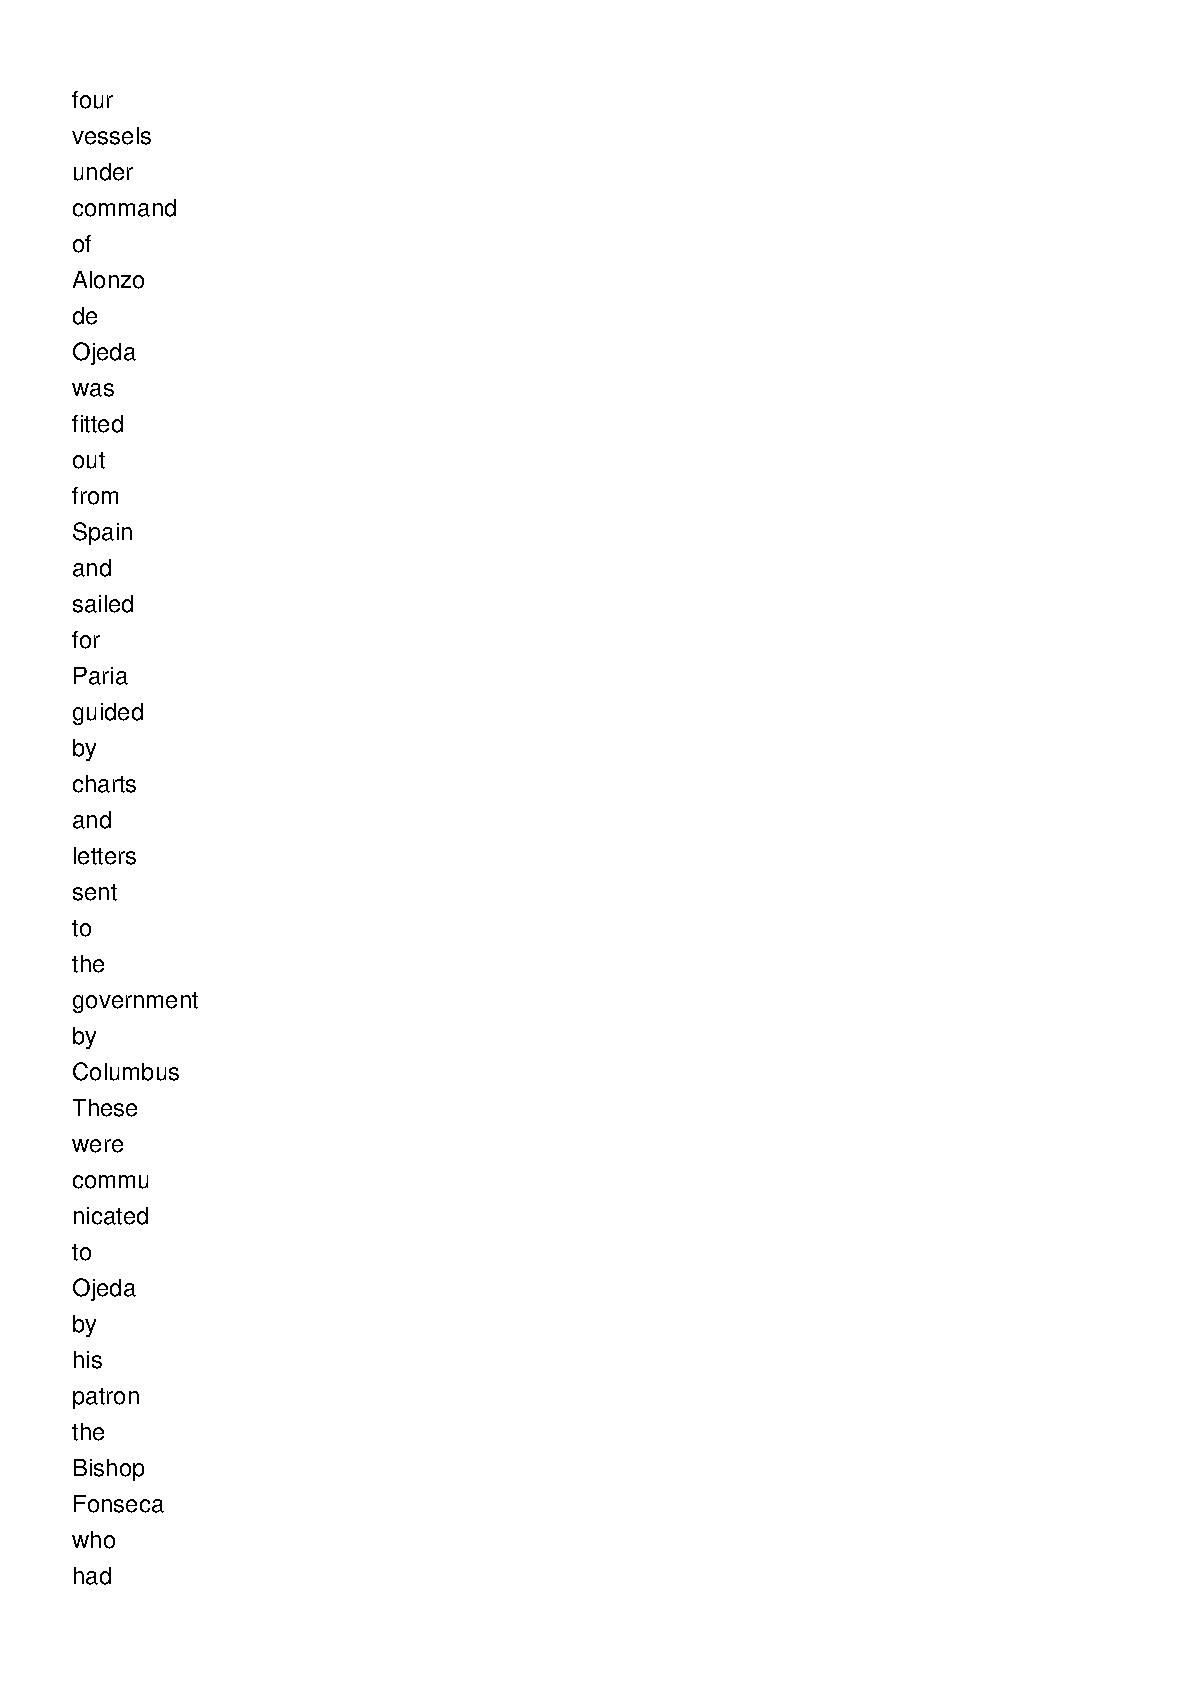 four
vessels
under
command
of
Alonzo
de
Ojeda
was
fitted
out
from
Spain
and
sailed
for
Paria
guided
by
charts
and
letters
sent
to
the
government
by
Columbus
These
were
commu
nicated
to
Ojeda
by
his
patron
the
Bishop
Fonseca
who
had